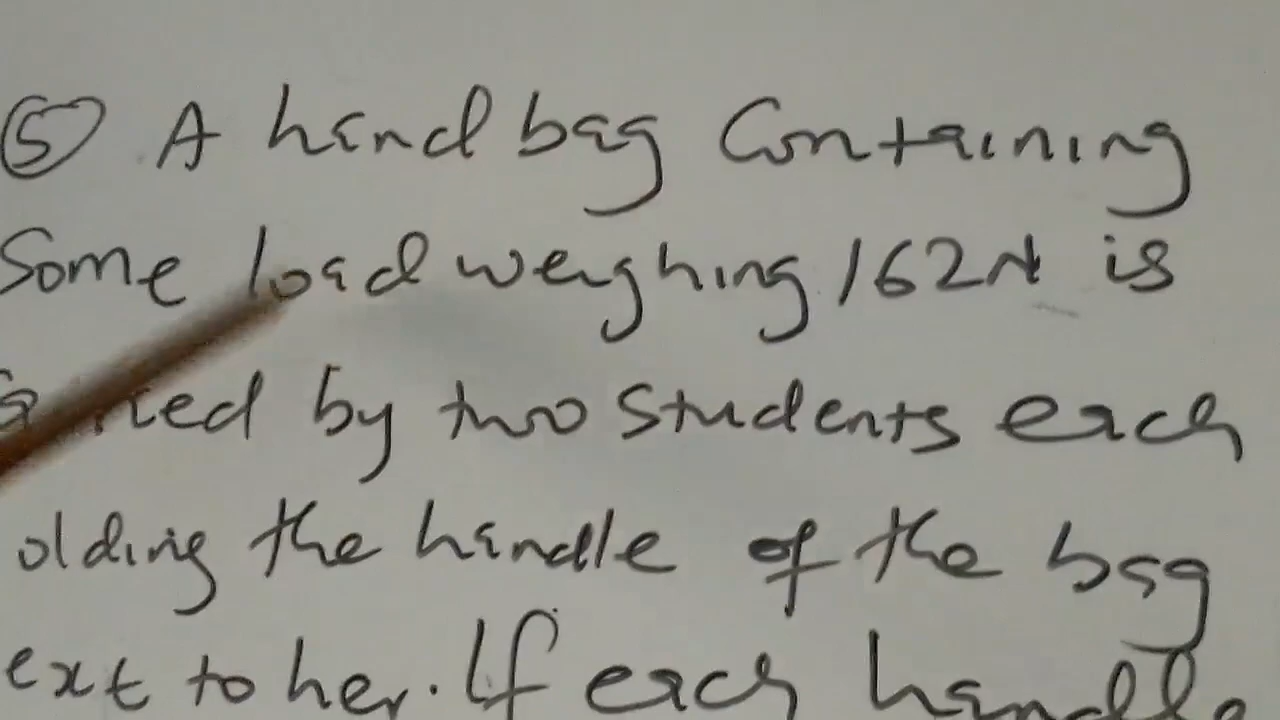 ⑤ A hand bag Containing
Some load weighing 162N is
by two Students each
olding the handle of the bag
ext to her. If each handle